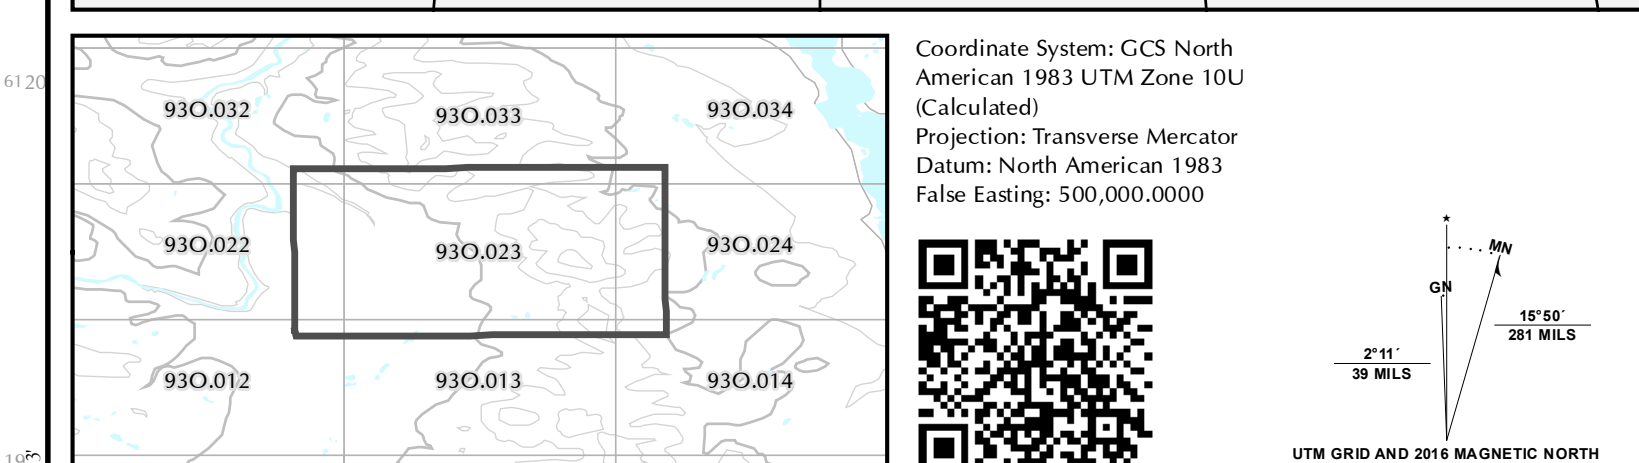 6120
93O.032
93O.033
93O.034
93O.022
93O.023
93O.024
93O.012
93O.013
93O.014
Coordinate System: GCS North
American 1983 UTM Zone 10U
(Calculated)
Projection: Transverse Mercator
Datum: North American 1983
False Easting: 500,000.0000
MN
GN
15°50´
281 MILS
2°11´
39 MILS
UTM GRID AND 2016 MAGNETIC NORTH